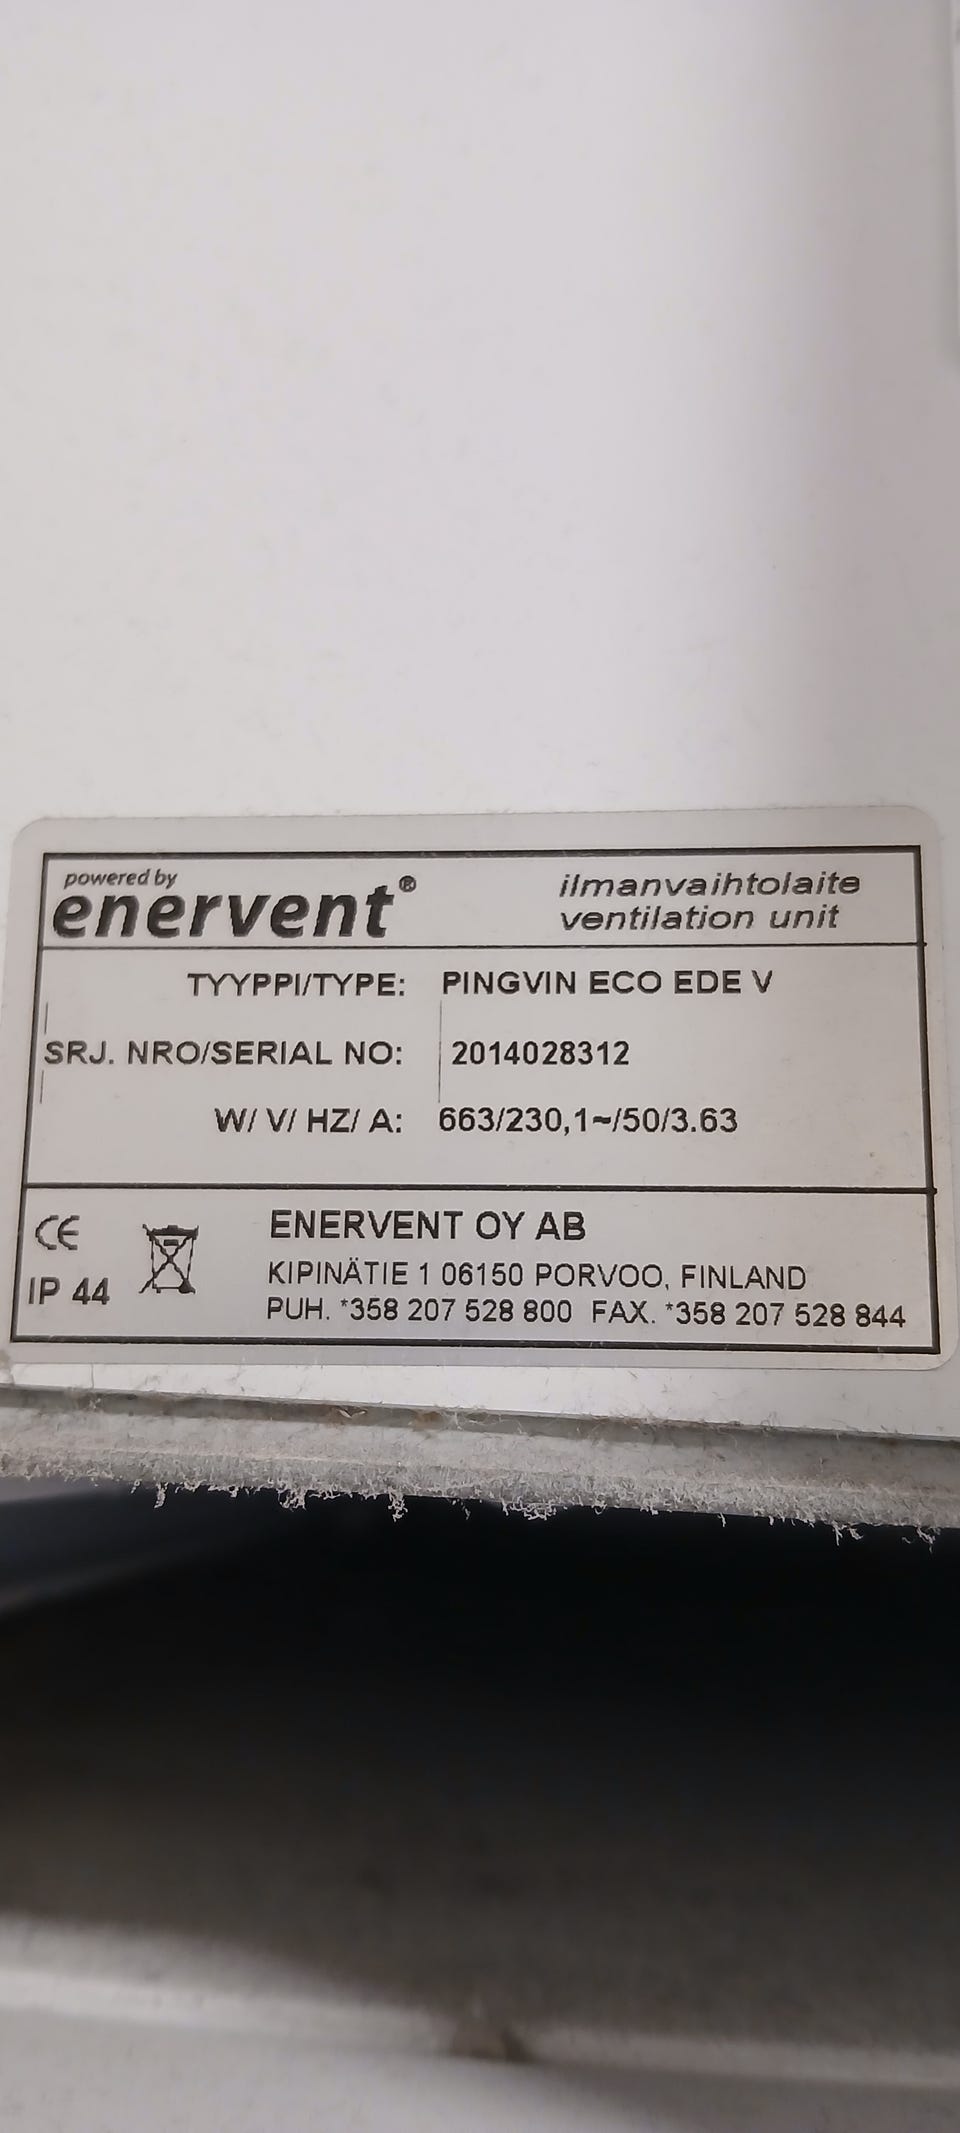 powered by
enervent®
ilmanvaihtolaite
ventilation unit
TYYPPI/TYPE: PINGVIN ECO EDE V
SRJ. NRO/SERIAL NO: 2014028312
W/ V/ HZ/ A: 663/230,1~/50/3.63
CE
IP 44
ENERVENT OY AB
KIPINÄTIE 1 06150 PORVOO, FINLAND
PUH. *358 207 528 800 FAX. *358 207 528 844